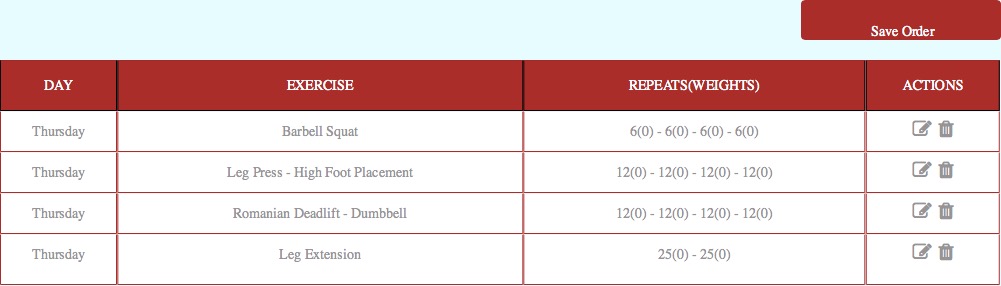 Save Order
DAY EXERCISE REPEATS(WEIGHTS) ACTIONS
Thursday Barbell Squat 6(0) - 6(0) - 6(0) - 6(0)
Thursday Leg Press - High Foot Placement 12(0) - 12(0) - 12(0) - 12(0)
Thursday Romanian Deadlift - Dumbbell 12(0) - 12(0) - 12(0) - 12(0)
Thursday Leg Extension 25(0) - 25(0)